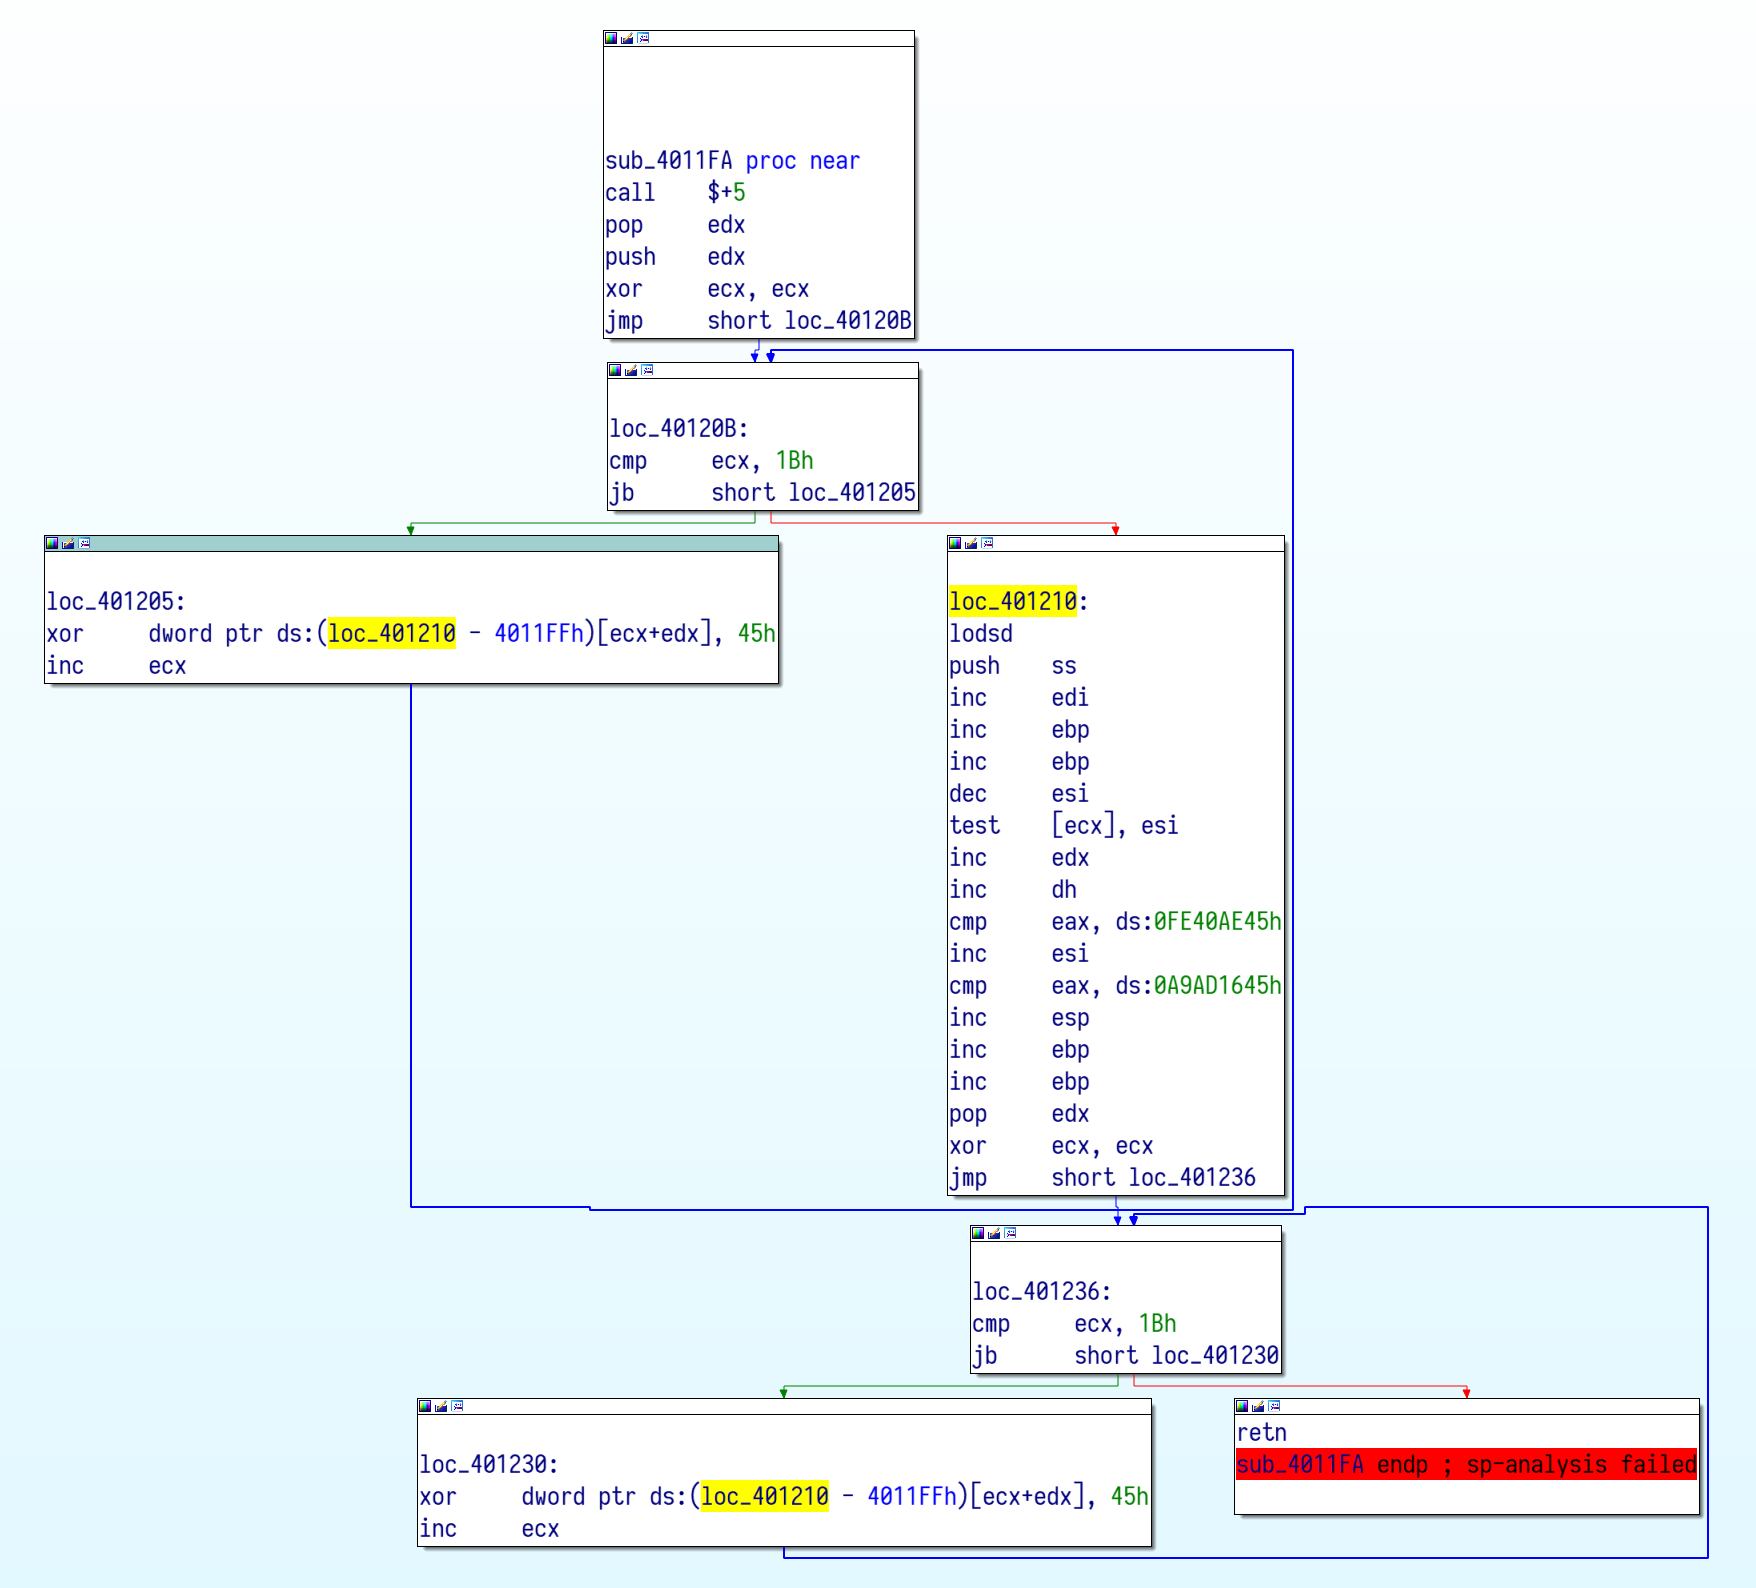 sub_4011FA proc near
call $+5
pop edx
push edx
xor ecx, ecx
jmp short loc_40120B
loc_40120B:
cmp ecx, 1Bh
jb short loc_401205
loc_401205:
xor dword ptr ds:(loc_401210 - 4011FFh)[ecx+edx], 45h
inc ecx
loc_401210:
lodsd
push ss
inc edi
inc ebp
inc ebp
dec esi
test [ecx], esi
inc edx
inc dh
cmp eax, ds:0FE40AE45h
inc esi
cmp eax, ds:0A9AD1645h
inc esp
inc ebp
inc ebp
pop edx
xor ecx, ecx
jmp short loc_401236
loc_401236:
cmp ecx, 1Bh
jb short loc_401230
loc_401230:
xor dword ptr ds:(loc_401210 - 4011FFh)[ecx+edx], 45h
inc ecx
retn
sub_4011FA endp ; sp-analysis failed